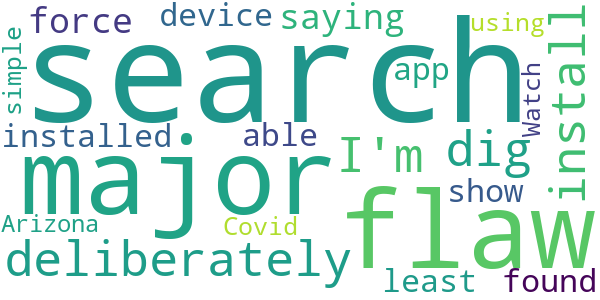 force device saying using
search
simple app Watch install
installed able I'm dig
major show
Arizona Covid flaw
deliberately least found